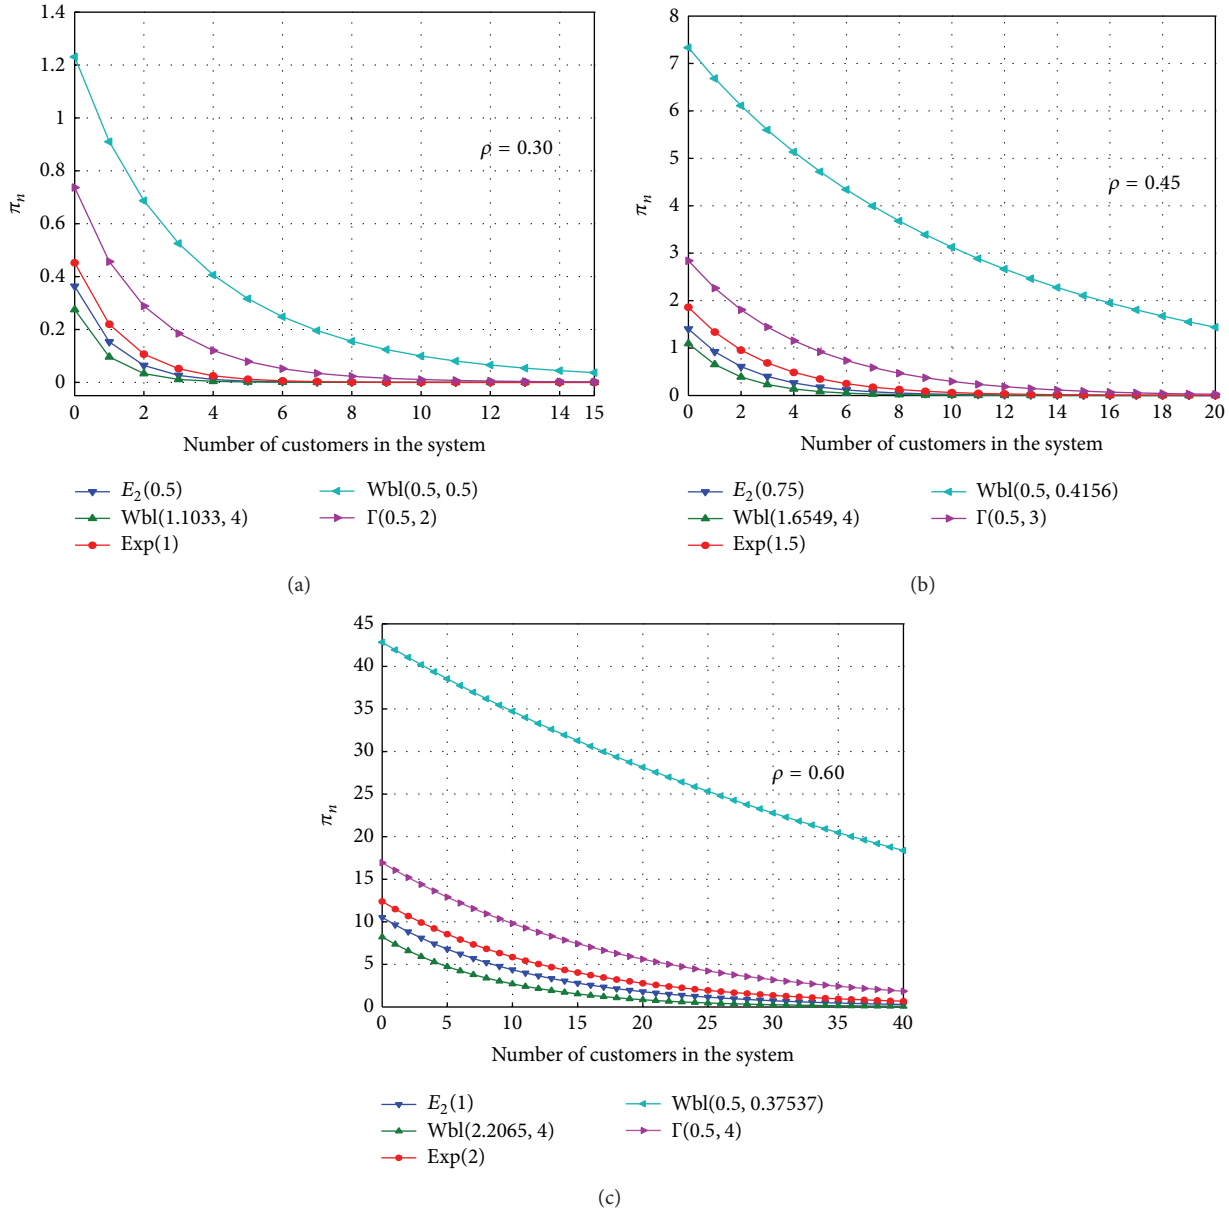 1.4
1.2
1
0.8
0.6
0.4
0.2
0
π_n
ρ = 0.30
0 2 4 6 8 10 12 14 15
Number of customers in the system
E_2(0.5)
Wbl(1.1033, 4)
Exp(1)
Wbl(0.5, 0.5)
Γ(0.5, 2)
(a)
8
7
6
5
4
3
2
1
0
π_n
ρ = 0.45
0 2 4 6 8 10 12 14 16 18 20
Number of customers in the system
E_2(0.75)
Wbl(1.6549, 4)
Exp(1.5)
Wbl(0.5, 0.4156)
Γ(0.5, 3)
(b)
45
40
35
30
25
20
15
10
5
0
π_n
ρ = 0.60
0 5 10 15 20 25 30 35 40
Number of customers in the system
E_2(1)
Wbl(2.2065, 4)
Exp(2)
Wbl(0.5, 0.37537)
Γ(0.5, 4)
(c)